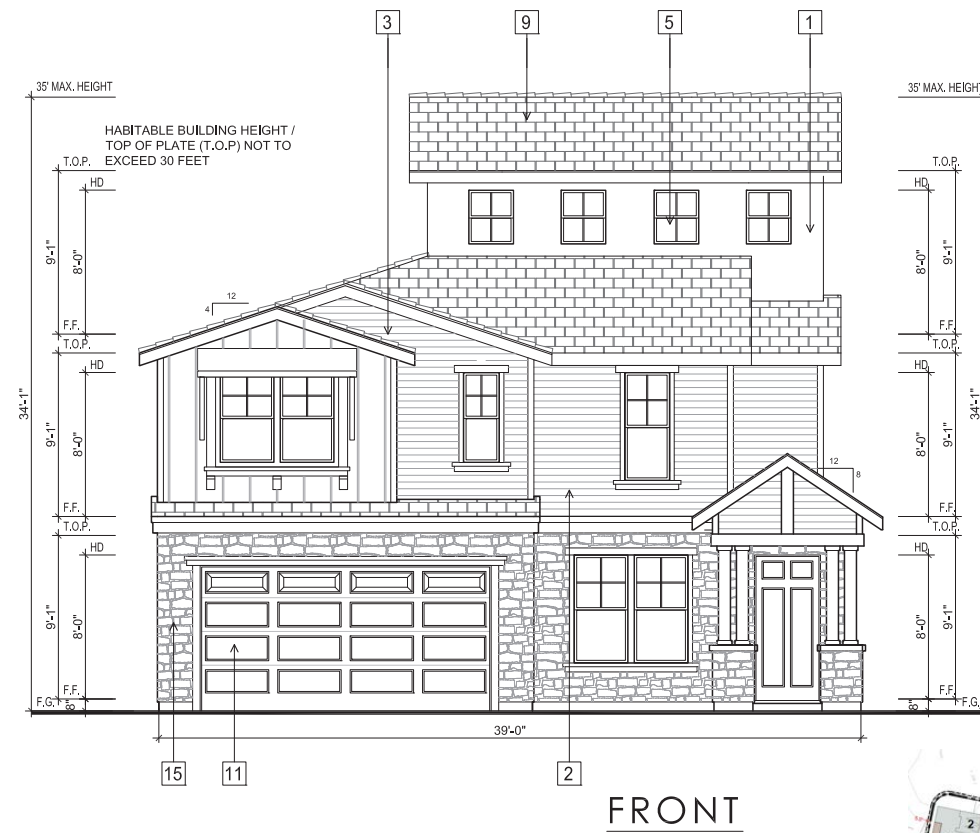 3
9
5
1
35' MAX. HEIGHT
35' MAX. HEIGHT
HABITABLE BUILDING HEIGHT /
TOP OF PLATE (T.O.P) NOT TO
EXCEED 30 FEET
T.O.P.
T.O.P.
HD
HD
9'-1"
8'-0"
8'-0"
9'-1"
12
4
F.F.
F.F.
T.O.P.
T.O.P.
HD
HD
34'-1"
9'-1"
8'-0"
8'-0"
9'-1"
34'-1"
12
8
F.F.
F.F.
T.O.P.
T.O.P.
HD
HD
9'-1"
8'-0"
8'-0"
9'-1"
F.F.
F.F.
F.G.
8"
8"
F.G.
39'-0"
15
11
2
FRONT
2